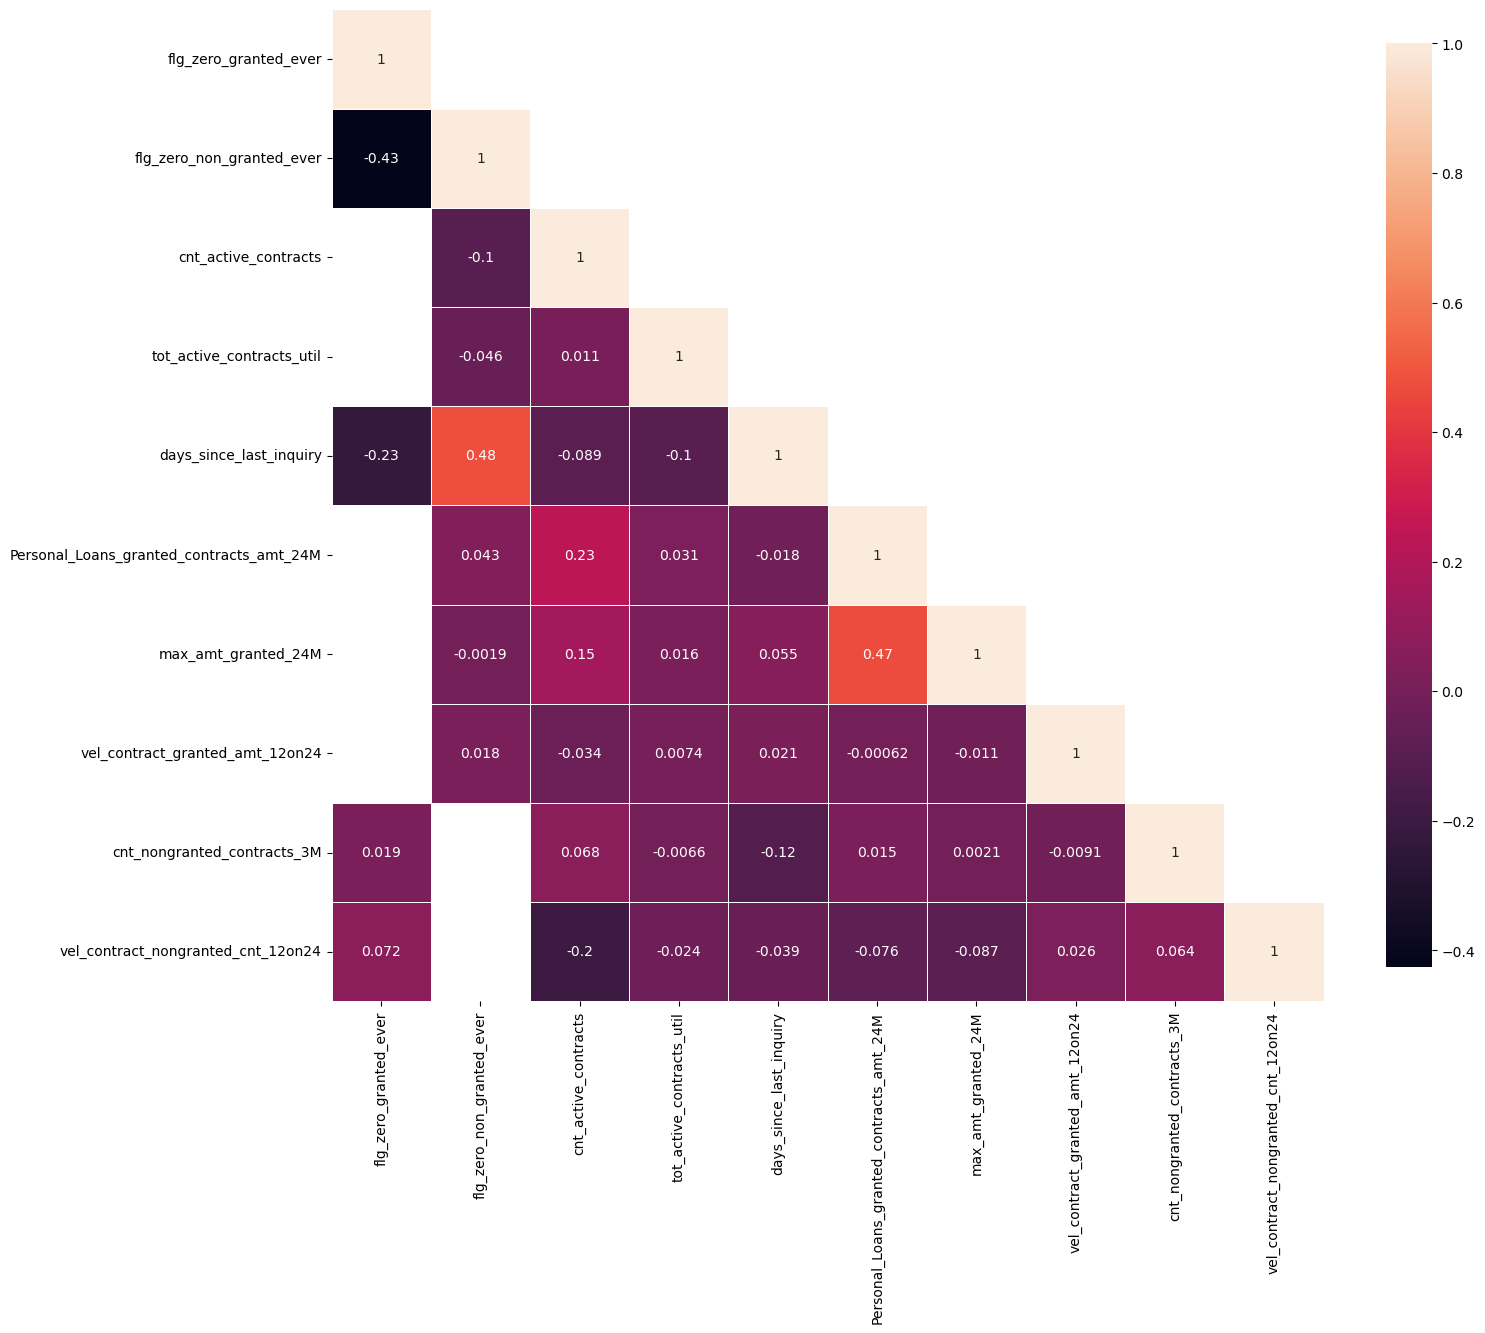 flg_zero_granted_ever 1 1.0
flg_zero_non_granted_ever -0.43 1 0.8
cnt_active_contracts -0.1 1
0.6
tot_active_contracts_util -0.046 0.011 1
0.4
days_since_last_inquiry -0.23 0.48 -0.089 -0.1 1
Personal_Loans_granted_contracts_amt_24M 0.043 0.23 0.031 -0.018 1
0.2
max_amt_granted_24M -0.0019 0.15 0.016 0.055 0.47 1
0.0
vel_contract_granted_amt_12on24 0.018 -0.034 0.0074 0.021 -0.00062 -0.011 1
−0.2
cnt_nongranted_contracts_3M 0.019 0.068 -0.0066 -0.12 0.015 0.0021 -0.0091 1
vel_contract_nongranted_cnt_12on24 0.072 -0.2 -0.024 -0.039 -0.076 -0.087 0.026 0.064 1
−0.4
flg_zero_granted_ever
flg_zero_non_granted_ever
cnt_active_contracts
tot_active_contracts_util
days_since_last_inquiry
Personal_Loans_granted_contracts_amt_24M
max_amt_granted_24M
vel_contract_granted_amt_12on24
cnt_nongranted_contracts_3M
vel_contract_nongranted_cnt_12on24